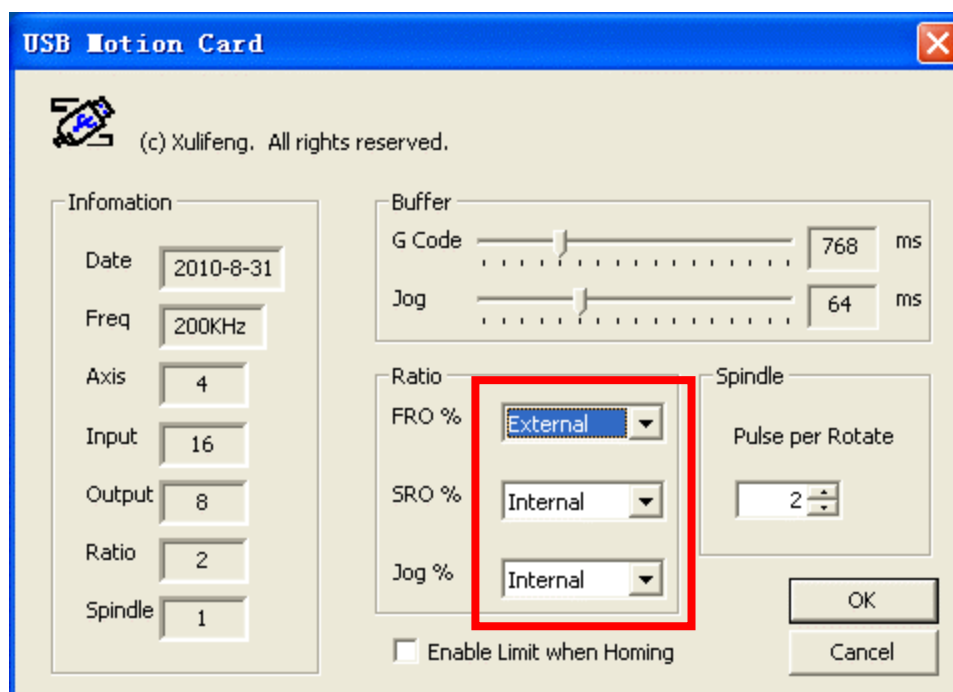 USB Motion Card
(c) Xulifeng. All rights reserved.
Infomation
Date 2010-8-31
Freq 200KHz
Axis 4
Input 16
Output 8
Ratio 2
Spindle 1
Buffer
G Code 768 ms
Jog 64 ms
Ratio
FRO % External
SRO % Internal
Jog % Internal
Spindle
Pulse per Rotate
2
Enable Limit when Homing
OK
Cancel